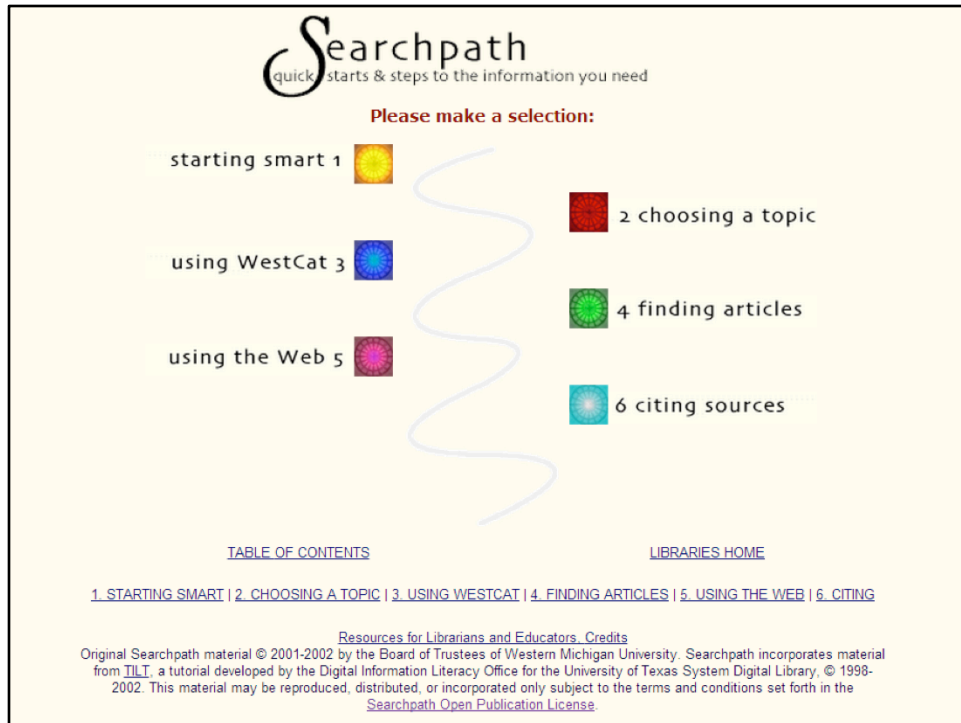 Searchpath
quick starts & steps to the information you need
Please make a selection:
starting smart 1
2 choosing a topic
using WestCat 3
4 finding articles
using the Web 5
6 citing sources
TABLE OF CONTENTS LIBRARIES HOME
1. STARTING SMART | 2. CHOOSING A TOPIC | 3. USING WESTCAT | 4. FINDING ARTICLES | 5. USING THE WEB | 6. CITING
Resources for Librarians and Educators, Credits
Original Searchpath material © 2001-2002 by the Board of Trustees of Western Michigan University. Searchpath incorporates material
from TILT, a tutorial developed by the Digital Information Literacy Office for the University of Texas System Digital Library, © 1998-
2002. This material may be reproduced, distributed, or incorporated only subject to the terms and conditions set forth in the
Searchpath Open Publication License.